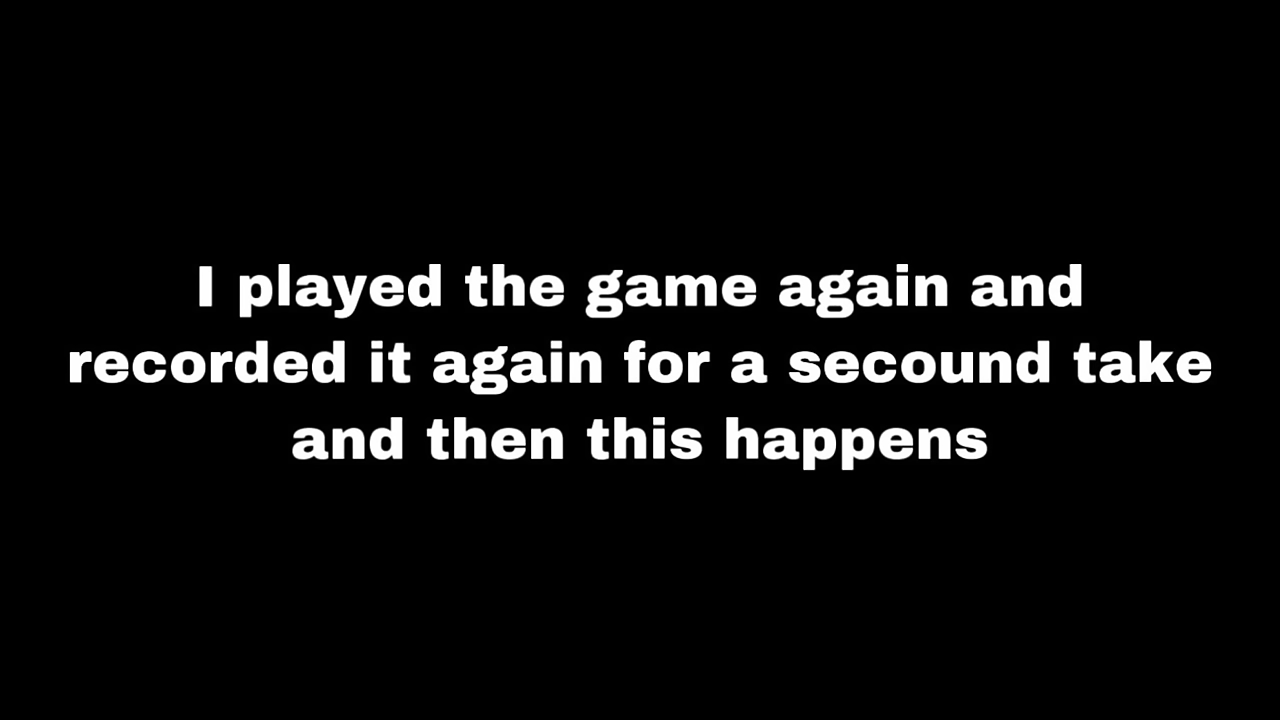 I played the game again and
recorded it again for a secound take
and then this happens